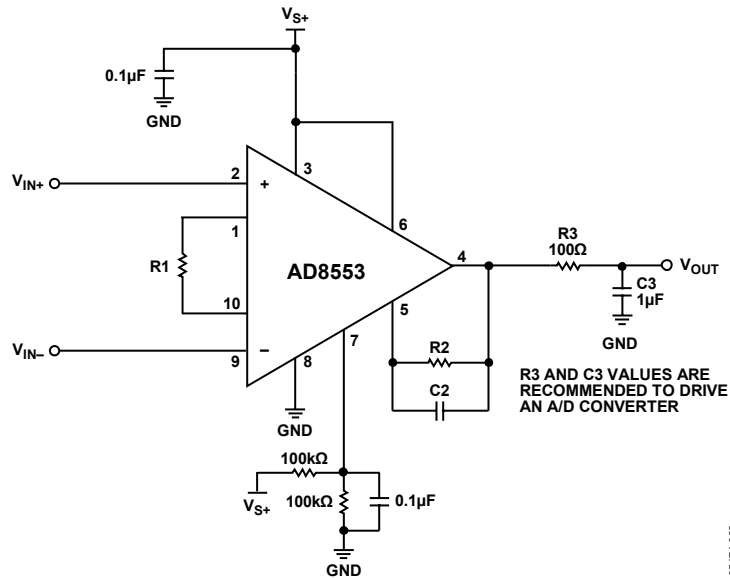 VS+
0.1µF
GND
VIN+
2
+
3
1
6
R1
AD8553
4
R3
100Ω
VOUT
C3
1µF
GND
10
5
VIN–
9
–
8
7
R2
C2
R3 AND C3 VALUES ARE
RECOMMENDED TO DRIVE
AN A/D CONVERTER
GND
100kΩ
VS+
100kΩ
0.1µF
GND